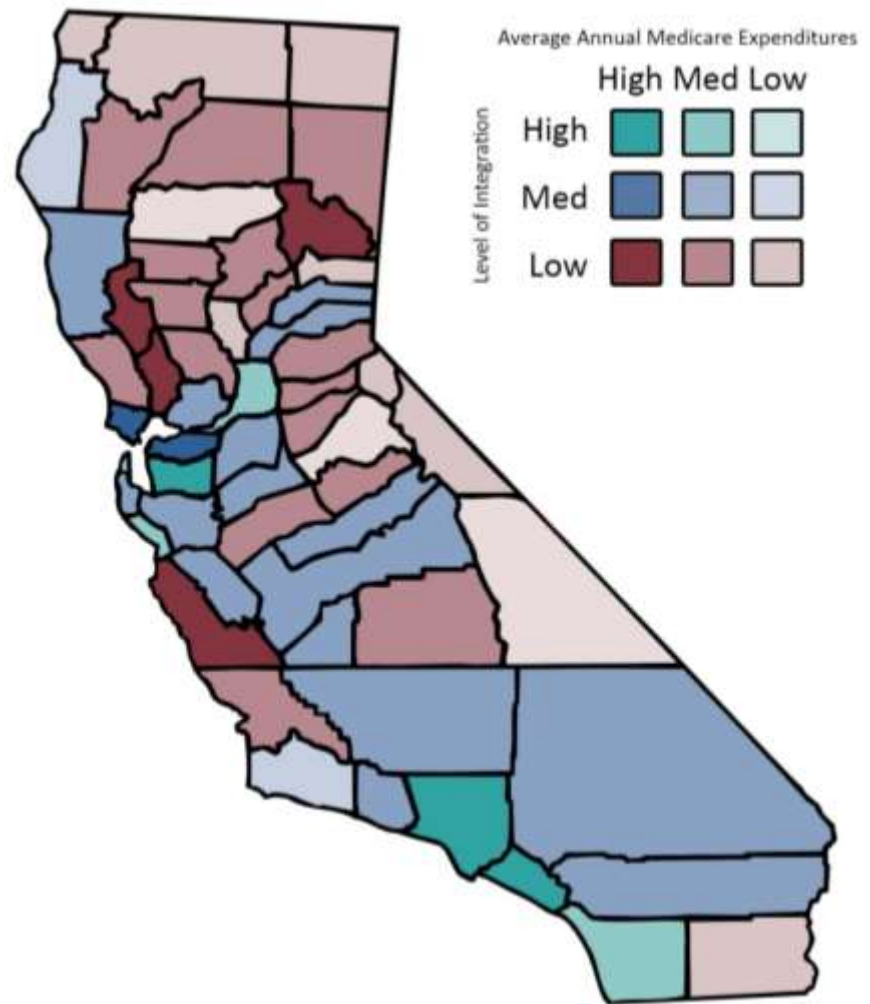 Average Annual Medicare Expenditures
High Med Low
Level of Integration
High
Med
Low